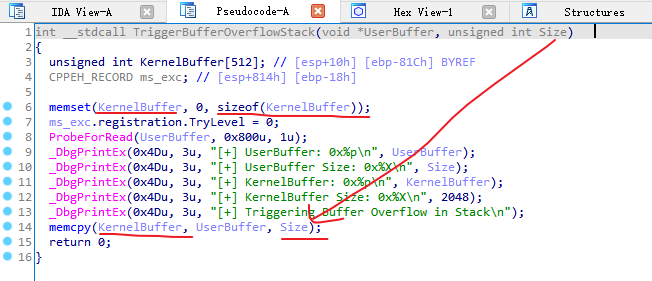 IDA View-A Pseudocode-A Hex View-1 Structures
1 int __stdcall TriggerBufferOverflowStack(void *UserBuffer, unsigned int Size)
2 {
3 unsigned int KernelBuffer[512]; // [esp+10h] [ebp-81Ch] BYREF
4 CPPEH_RECORD ms_exc; // [esp+814h] [ebp-18h]
5
6 memset(KernelBuffer, 0, sizeof(KernelBuffer));
7 ms_exc.registration.TryLevel = 0;
8 ProbeForRead(UserBuffer, 0x800u, 1u);
9 _DbgPrintEx(0x4Du, 3u, "[+] UserBuffer: 0x%p\n", UserBuffer);
10 _DbgPrintEx(0x4Du, 3u, "[+] UserBuffer Size: 0x%X\n", Size);
11 _DbgPrintEx(0x4Du, 3u, "[+] KernelBuffer: 0x%p\n", KernelBuffer);
12 _DbgPrintEx(0x4Du, 3u, "[+] KernelBuffer Size: 0x%X\n", 2048);
13 _DbgPrintEx(0x4Du, 3u, "[+] Triggering Buffer Overflow in Stack\n");
14 memcpy(KernelBuffer, UserBuffer, Size);
15 return 0;
16 }